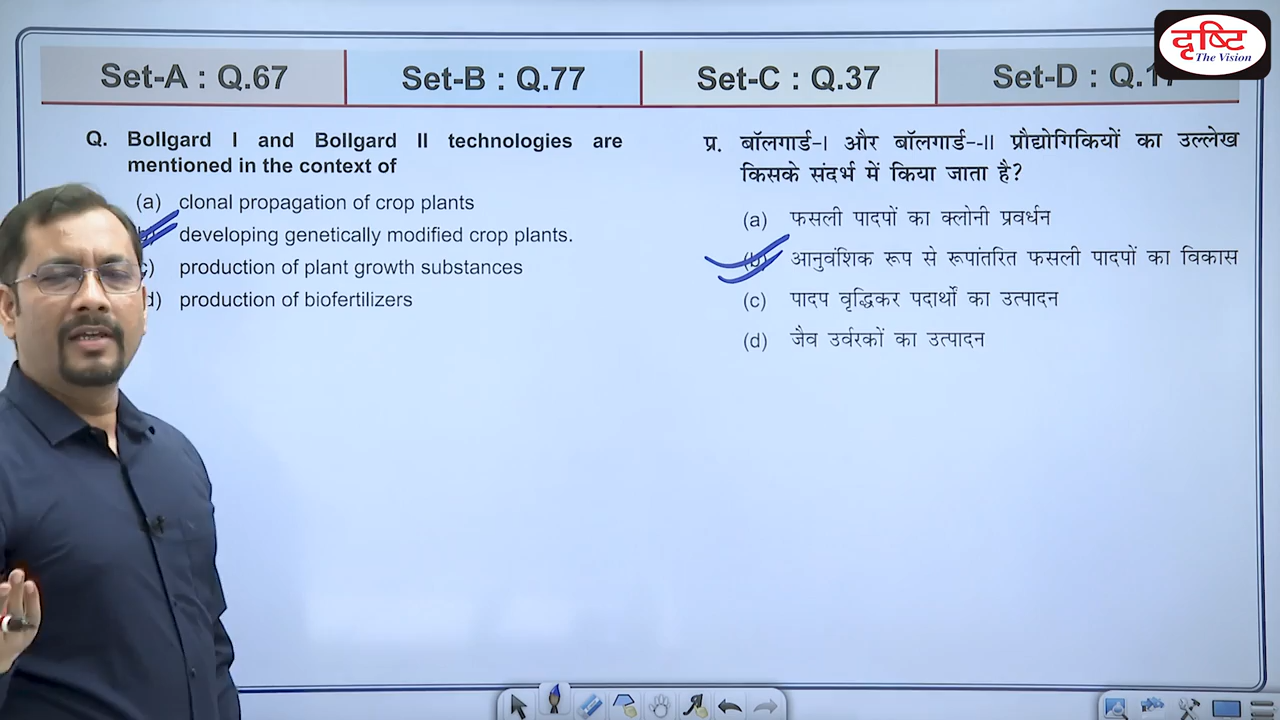 दृष्टि
The Vision
Set-A : Q.67
Set-B : Q.77
Set-C : Q.37
Set-D : Q.17
Q. Bollgard I and Bollgard II technologies are
mentioned in the context of
(a) clonal propagation of crop plants
developing genetically modified crop plants.
c) production of plant growth substances
d) production of biofertilizers
प्र. बॉलगार्ड-I और बॉलगार्ड--II प्रौद्योगिकियों का उल्लेख
किसके संदर्भ में किया जाता है?
(a) फसली पादपों का क्लोनी प्रवर्धन
(b) आनुवंशिक रूप से रूपांतरित फसली पादपों का विकास
(c) पादप वृद्धिकर पदार्थों का उत्पादन
(d) जैव उर्वरकों का उत्पादन